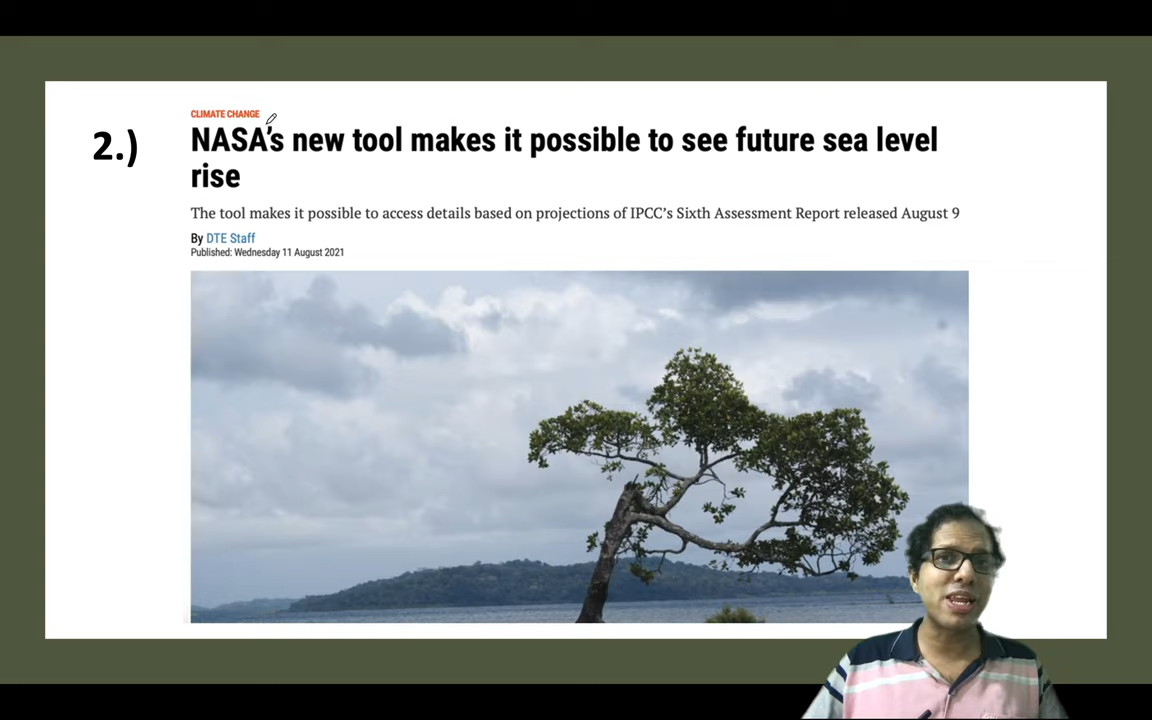 CLIMATE CHANGE
2.)
NASA's new tool makes it possible to see future sea level
rise
The tool makes it possible to access details based on projections of IPCC's Sixth Assessment Report released August 9
By DTE Staff
Published: Wednesday 11 August 2021